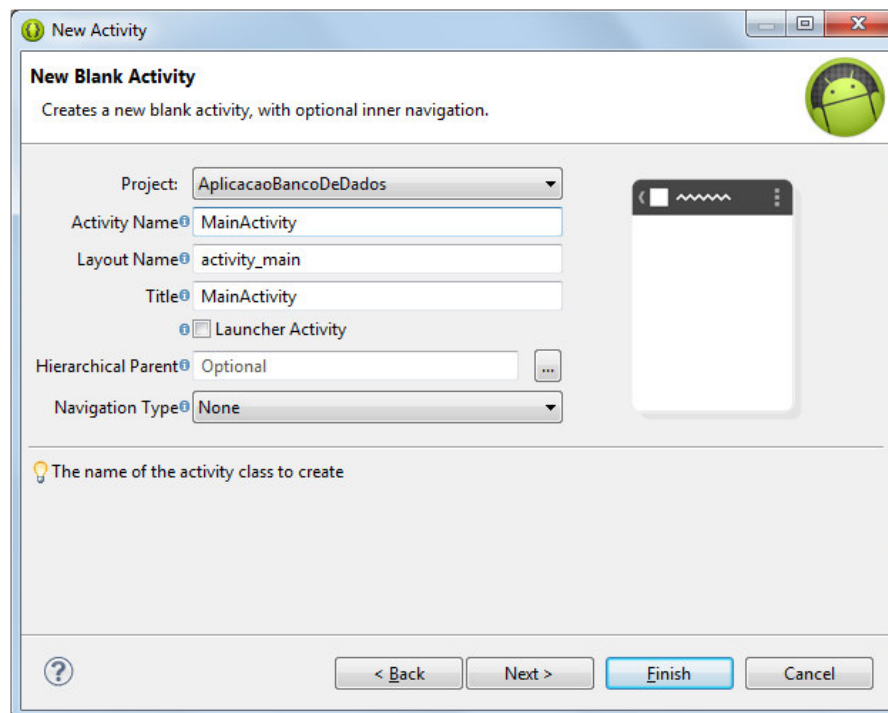 New Activity
New Blank Activity
Creates a new blank activity, with optional inner navigation.
Project: AplicacaoBancoDeDados
Activity Name MainActivity
Layout Name activity_main
Title MainActivity
Launcher Activity
Hierarchical Parent Optional ...
Navigation Type None
The name of the activity class to create
? < Back Next > Finish Cancel